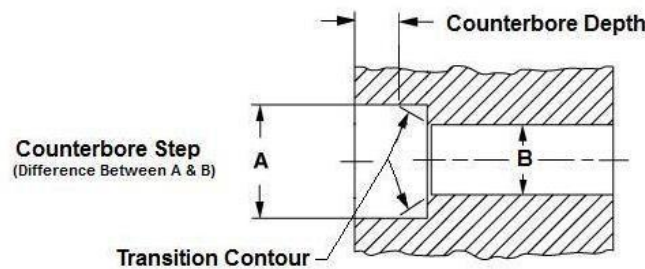 Counterbore Depth
Counterbore Step
(Difference Between A & B)
A
B
Transition Contour